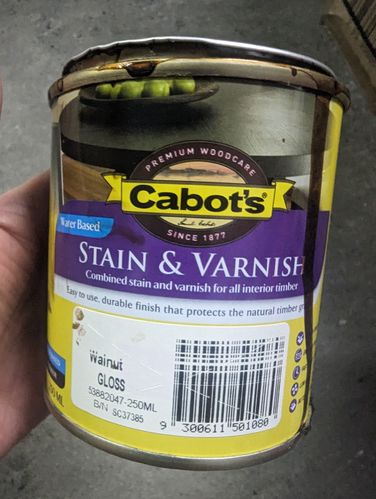 PREMIUM WOODCARE
Cabot's
SINCE 1877
Water Based
STAIN & VARNISH
Combined stain and varnish for all interior timber
Easy to use, durable finish that protects the natural timber
Walnut
GLOSS
53882047-250ML
B/N SC37385
9 300611 501080
ML